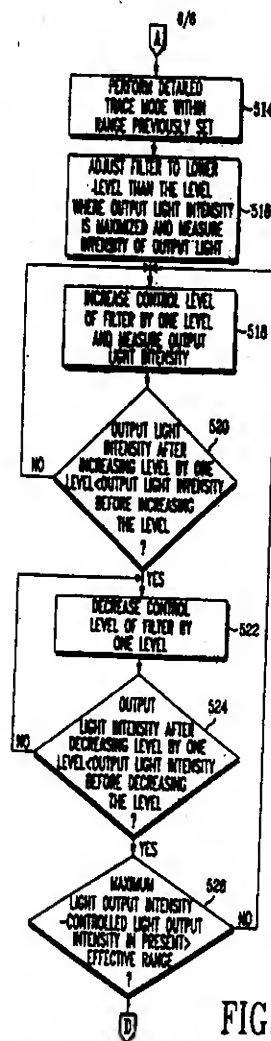 6/6
A
PERFORM DETAILED
TRACE MODE WITHIN
RANGE PREVIOUSLY SET
514
ADJUST FILTER TO LOWER
LEVEL THAN THE LEVEL
WHERE OUTPUT LIGHT INTENSITY
IS MAXIMIZED AND MEASURE
INTENSITY OF OUTPUT LIGHT
516
INCREASE CONTROL LEVEL
OF FILTER BY ONE LEVEL
AND MEASURE OUTPUT
LIGHT INTENSITY
518
OUTPUT LIGHT
INTENSITY AFTER
INCREASING LEVEL BY ONE
LEVEL<OUTPUT LIGHT INTENSITY
BEFORE INCREASING
THE LEVEL
?
520
NO
YES
DECREASE CONTROL
LEVEL OF FILTER BY
ONE LEVEL
522
OUTPUT
LIGHT INTENSITY AFTER
DECREASING LEVEL BY ONE
LEVEL<OUTPUT LIGHT INTENSITY
BEFORE DECREASING
THE LEVEL
?
524
NO
YES
MAXIMUM
LIGHT OUTPUT INTENSITY
-CONTROLLED LIGHT OUTPUT
INTENSITY IN PRESENT>
EFFECTIVE RANGE
?
526
NO
YES
D
FIG